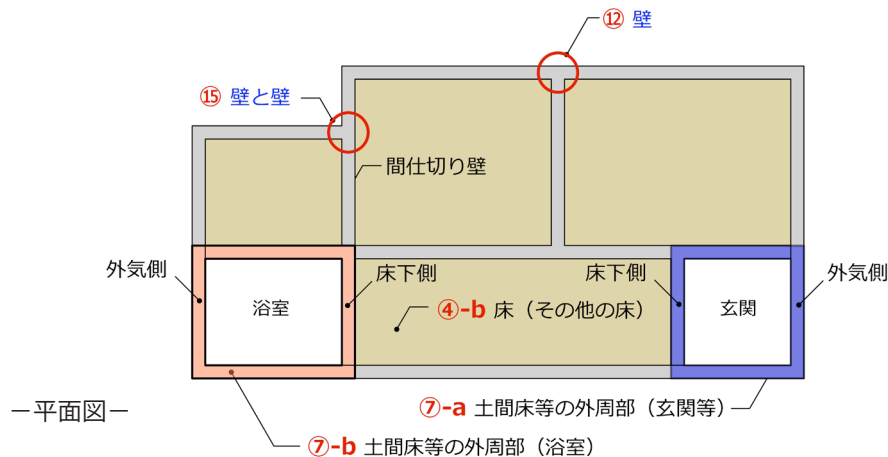 ⑫ 壁
⑮ 壁と壁
間仕切り壁
外気側
床下側
床下側
外気側
浴室
④-b 床（その他の床）
玄関
－平面図－
⑦-a 土間床等の外周部（玄関等）
⑦-b 土間床等の外周部（浴室）